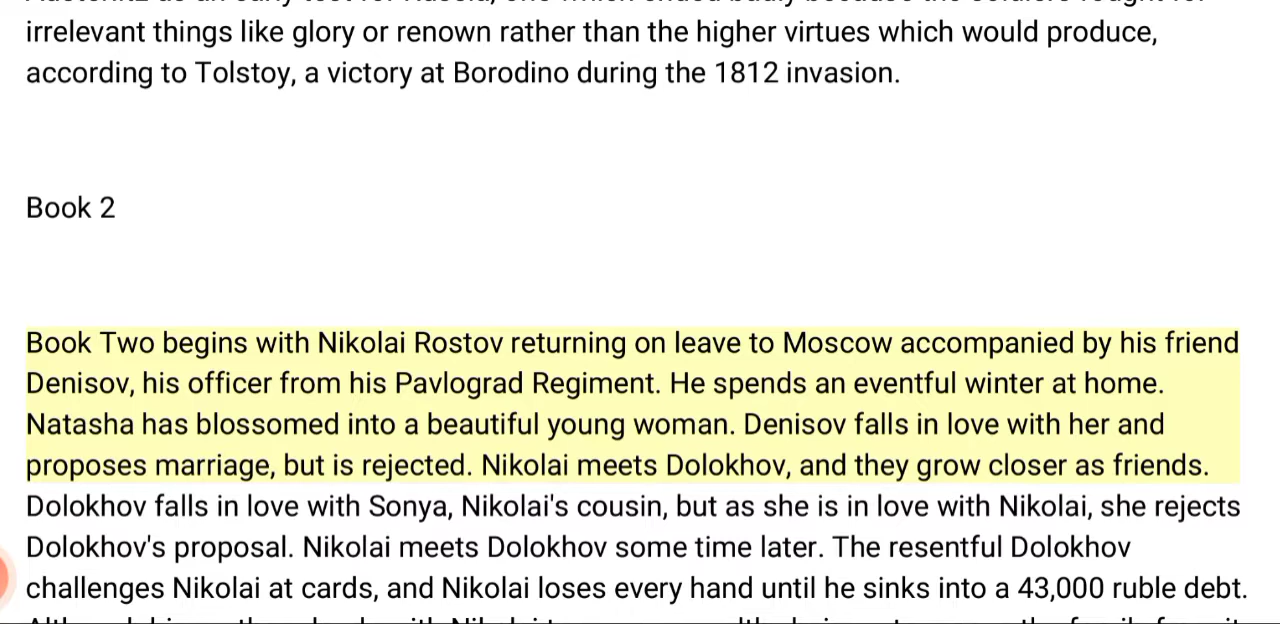 irrelevant things like glory or renown rather than the higher virtues which would produce,
according to Tolstoy, a victory at Borodino during the 1812 invasion.
Book 2
Book Two begins with Nikolai Rostov returning on leave to Moscow accompanied by his friend
Denisov, his officer from his Pavlograd Regiment. He spends an eventful winter at home.
Natasha has blossomed into a beautiful young woman. Denisov falls in love with her and
proposes marriage, but is rejected. Nikolai meets Dolokhov, and they grow closer as friends.
Dolokhov falls in love with Sonya, Nikolai's cousin, but as she is in love with Nikolai, she rejects
Dolokhov's proposal. Nikolai meets Dolokhov some time later. The resentful Dolokhov
challenges Nikolai at cards, and Nikolai loses every hand until he sinks into a 43,000 ruble debt.